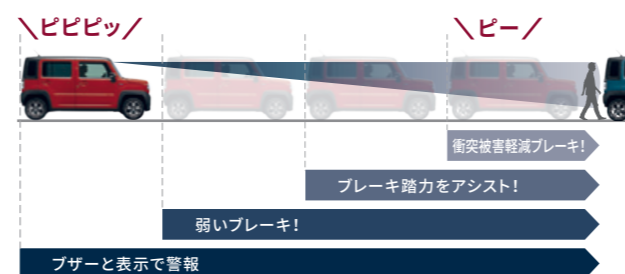 ＼ピピピッ／
＼ピー／
衝突被害軽減ブレーキ！
ブレーキ踏力をアシスト！
弱いブレーキ！
ブザーと表示で警報